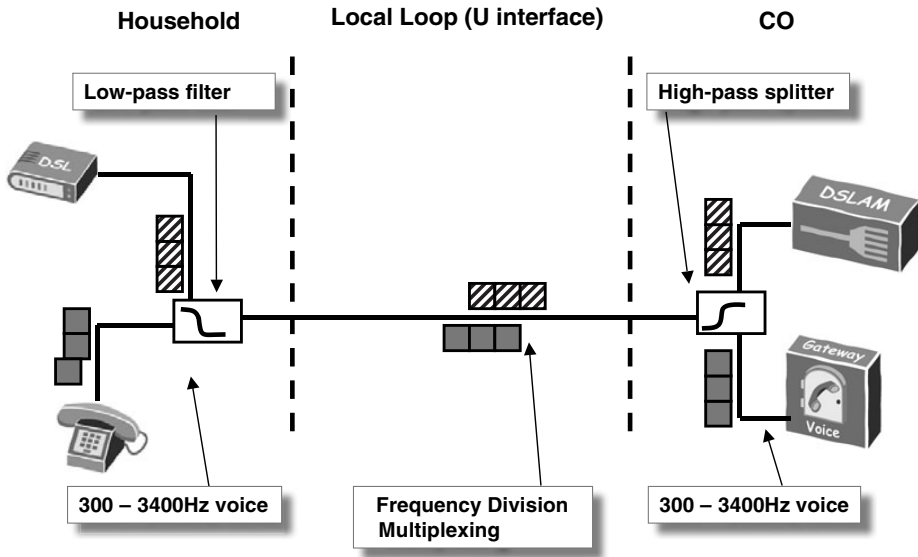 Household
Local Loop (U interface)
CO
Low-pass filter
High-pass splitter
DSL
DSLAM
Gateway
Voice
300 – 3400Hz voice
Frequency Division
Multiplexing
300 – 3400Hz voice